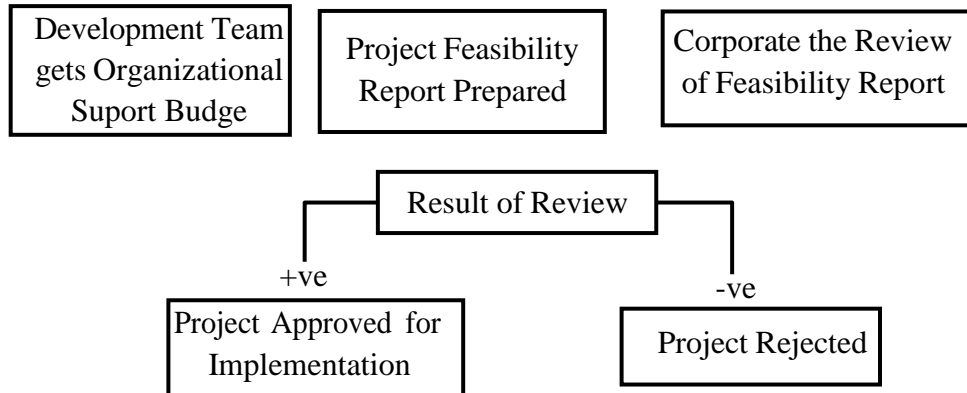 Development Team
gets Organizational
Suport Budge
Project Feasibility
Report Prepared
Corporate the Review
of Feasibility Report
Result of Review
+ve
-ve
Project Approved for
Implementation
Project Rejected